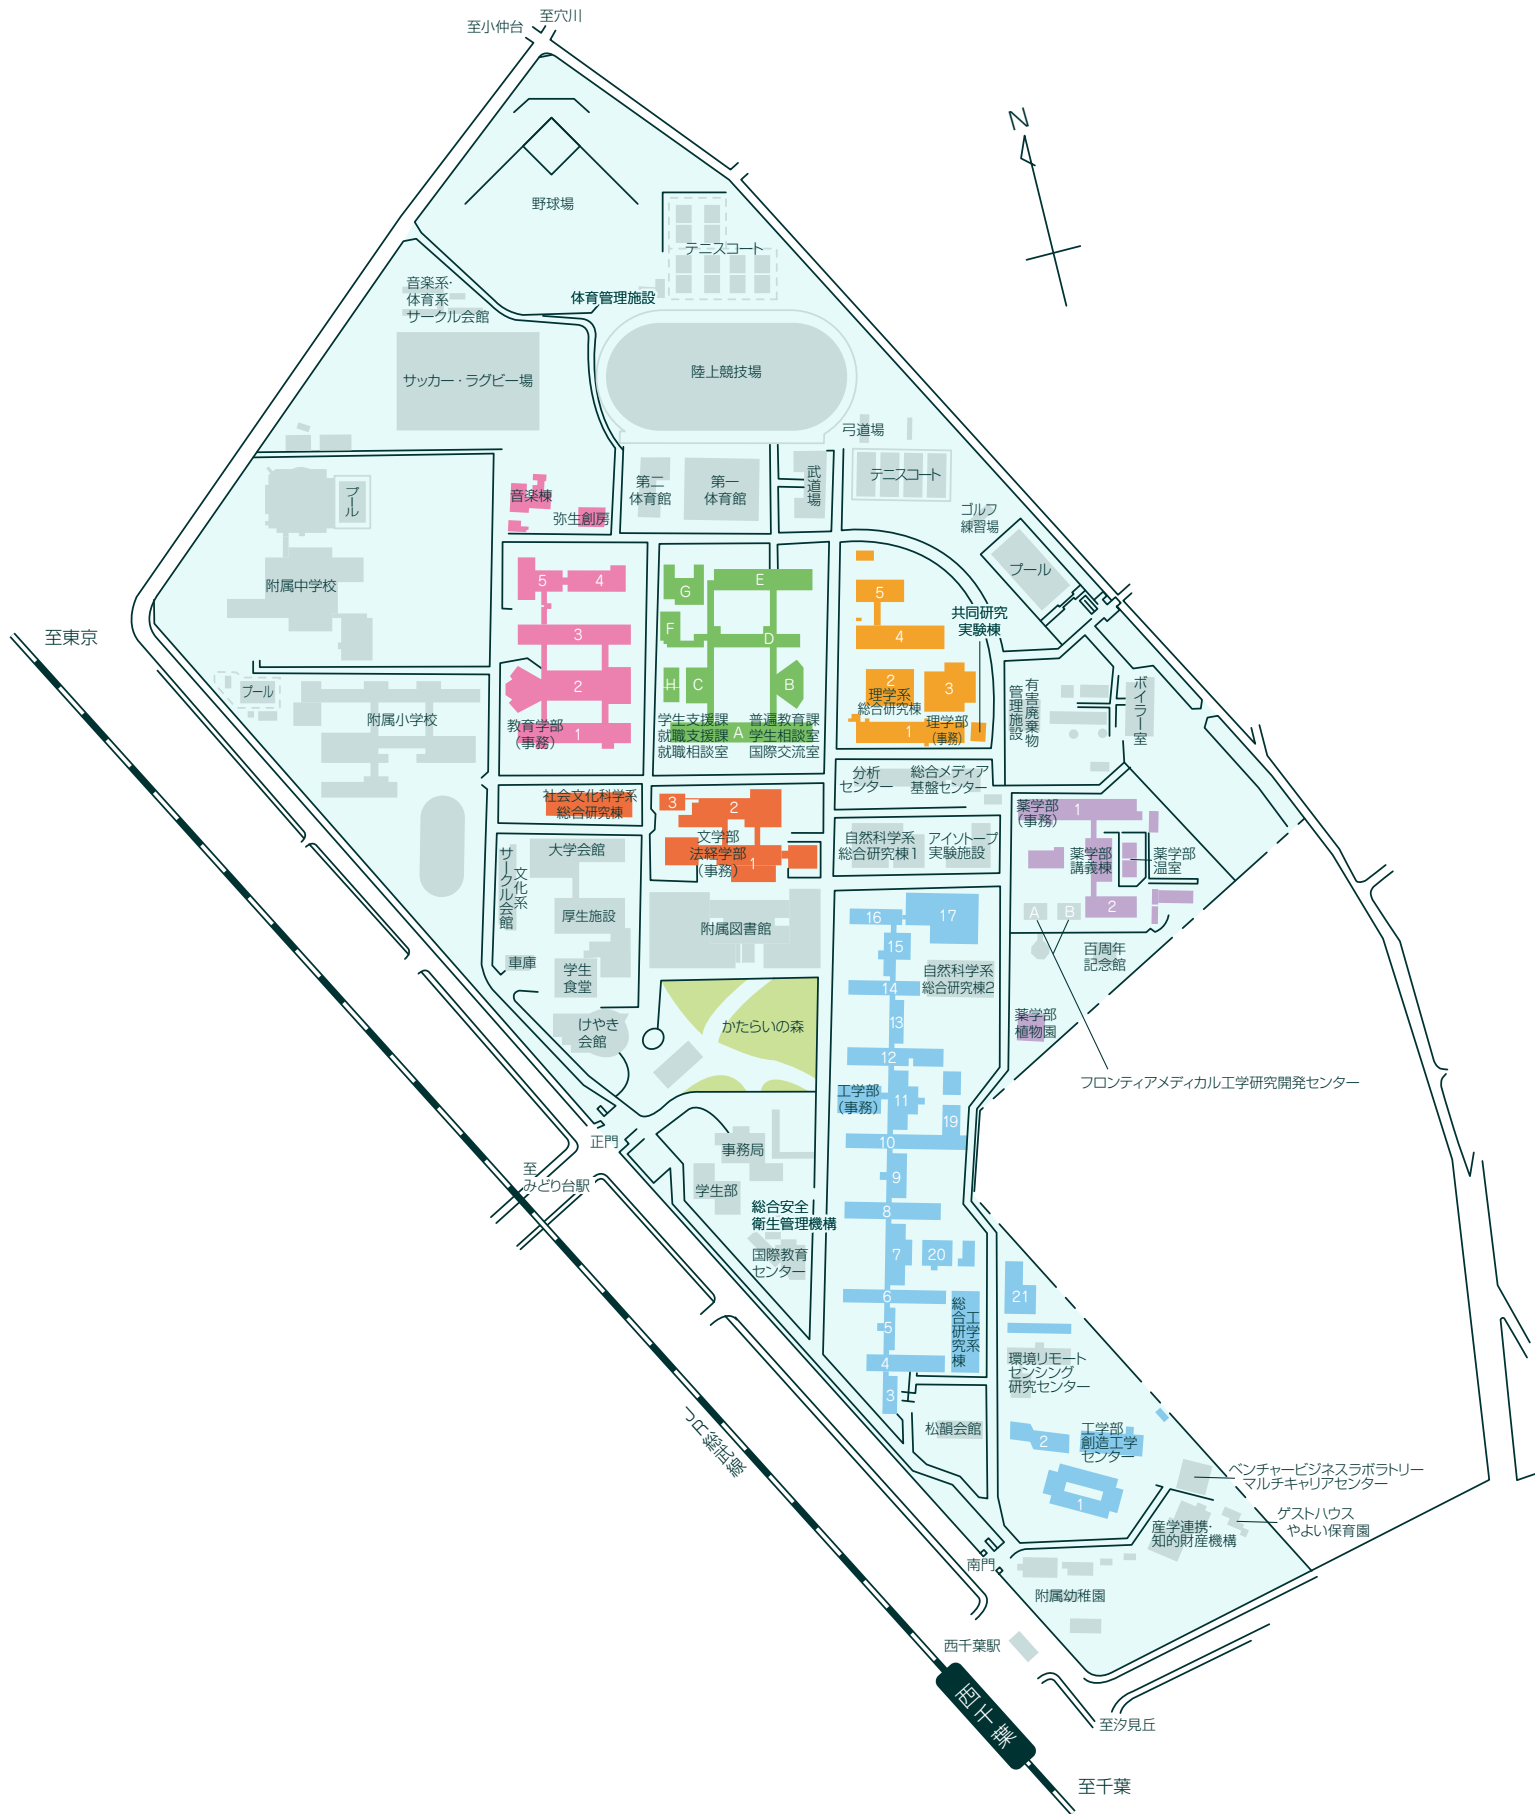 至穴川
至小仲台
N
野球場
テニスコート
音楽系・
体育系
サークル会館
体育管理施設
サッカー・ラグビー場
陸上競技場
弓道場
テニスコート
武道場
第一
体育館
第二
体育館
プール
音楽棟
弥生創房
ゴルフ
練習場
プール
附属中学校
5
4
3
2
1
教育学部
（事務）
G
E
F
D
H
C
B
A
学生支援課
就職支援課
就職相談室
普遍教育課
学生相談室
国際交流室
5
4
2
3
1
理学系
総合研究棟
理学部
（事務）
共同研究
実験棟
有害廃棄物
管理施設
ボイラー室
至東京
プール
附属小学校
社会文化科学系
総合研究棟
3
2
1
文学部
法経学部
（事務）
分析
センター
総合メディア
基盤センター
自然科学系
総合研究棟1
アイソトープ
実験施設
薬学部
（事務）
1
薬学部
講義棟
薬学部
温室
2
A
B
百周年
記念館
薬学部
植物園
フロンティアメディカル工学研究開発センター
大学会館
文化系
サークル会館
厚生施設
車庫
学生
食堂
附属図書館
けやき
会館
かたらいの森
16
17
15
自然科学系
総合研究棟2
14
13
12
工学部
（事務）
11
19
10
9
8
7
20
6
5
4
3
総合工学系
研究棟
21
正門
至
みどり台駅
事務局
学生部
総合安全
衛生管理機構
国際教育
センター
環境リモート
センシング
研究センター
松韻会館
工学部
創造工学
センター
2
1
ベンチャービジネスラボラトリー
マルチキャリアセンター
ゲストハウス
やよい保育園
産学連携・
知的財産機構
JR総武線
南門
附属幼稚園
西千葉駅
西千葉
至汐見丘
至千葉